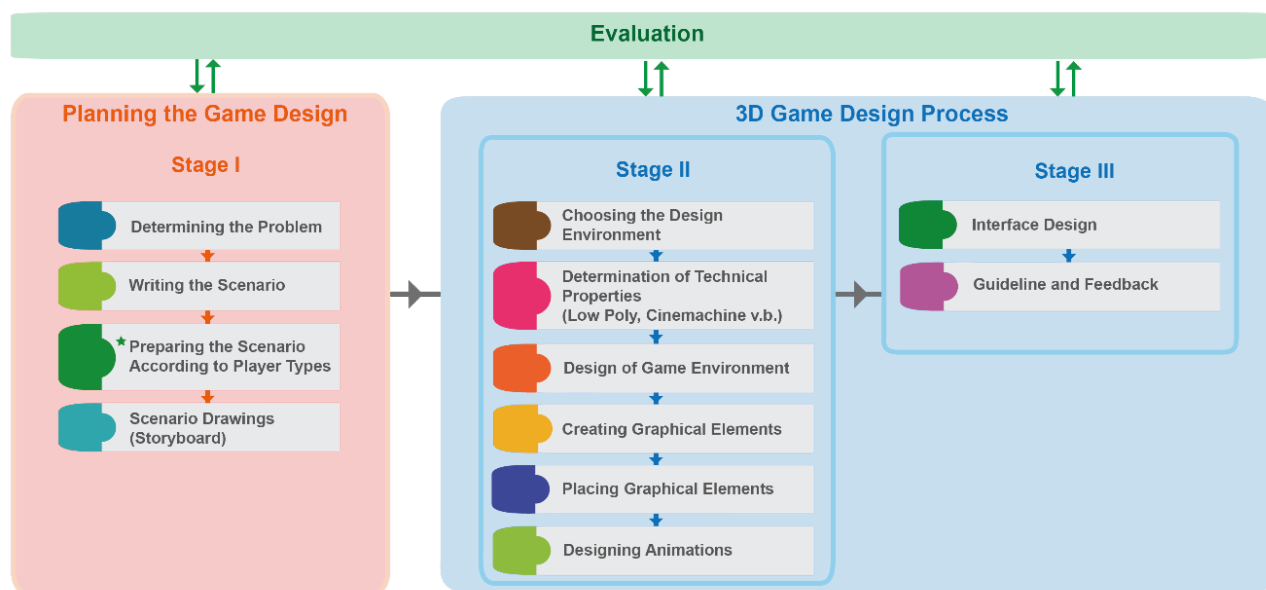 Evaluation
Planning the Game Design
Stage I
Determining the Problem
Writing the Scenario
Preparing the Scenario
According to Player Types
Scenario Drawings
(Storyboard)
3D Game Design Process
Stage II
Choosing the Design
Environment
Determination of Technical
Properties
(Low Poly, Cinemachine v.b.)
Design of Game Environment
Creating Graphical Elements
Placing Graphical Elements
Designing Animations
Stage III
Interface Design
Guideline and Feedback